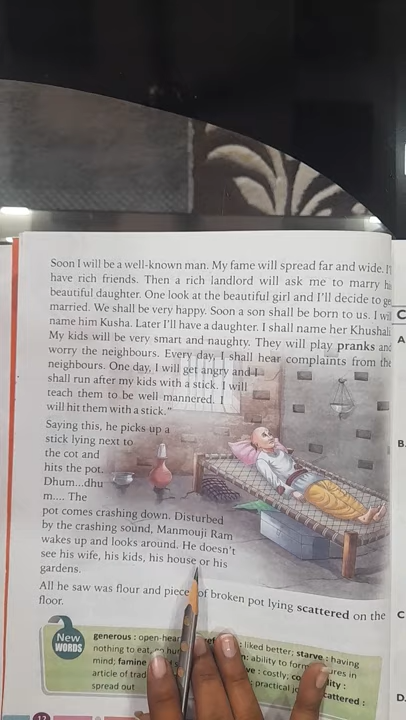 Soon I will be a well-known man. My fame will spread far and wide. I'll
have rich friends. Then a rich landlord will ask me to marry his
beautiful daughter. One look at the beautiful girl and I'll decide to get
married. We shall be very happy. Soon a son shall be born to us. I will
name him Kusha. Later I'll have a daughter. I shall name her Khushali.
My kids will be very smart and naughty. They will play pranks and
worry the neighbours. Every day, I shall hear complaints from the
neighbours. One day, I will get angry and I
shall run after my kids with a stick. I will
teach them to be well mannered. I
will hit them with a stick."
Saying this, he picks up a
stick lying next to
the cot and
hits the pot.
Dhum...dhu
m.... The
pot comes crashing down. Disturbed
by the crashing sound, Manmouji Ram
wakes up and looks around. He doesn't
see his wife, his kids, his house or his
gardens.
All he saw was flour and pieces of broken pot lying scattered on the
floor.
New WORDS
generous : open-hear liked better; starve : having
nothing to eat, ability to form ures in
mind; famine : costly;
article of trad : practical jo scattered :
spread out
12
C
A
B.
C
D.